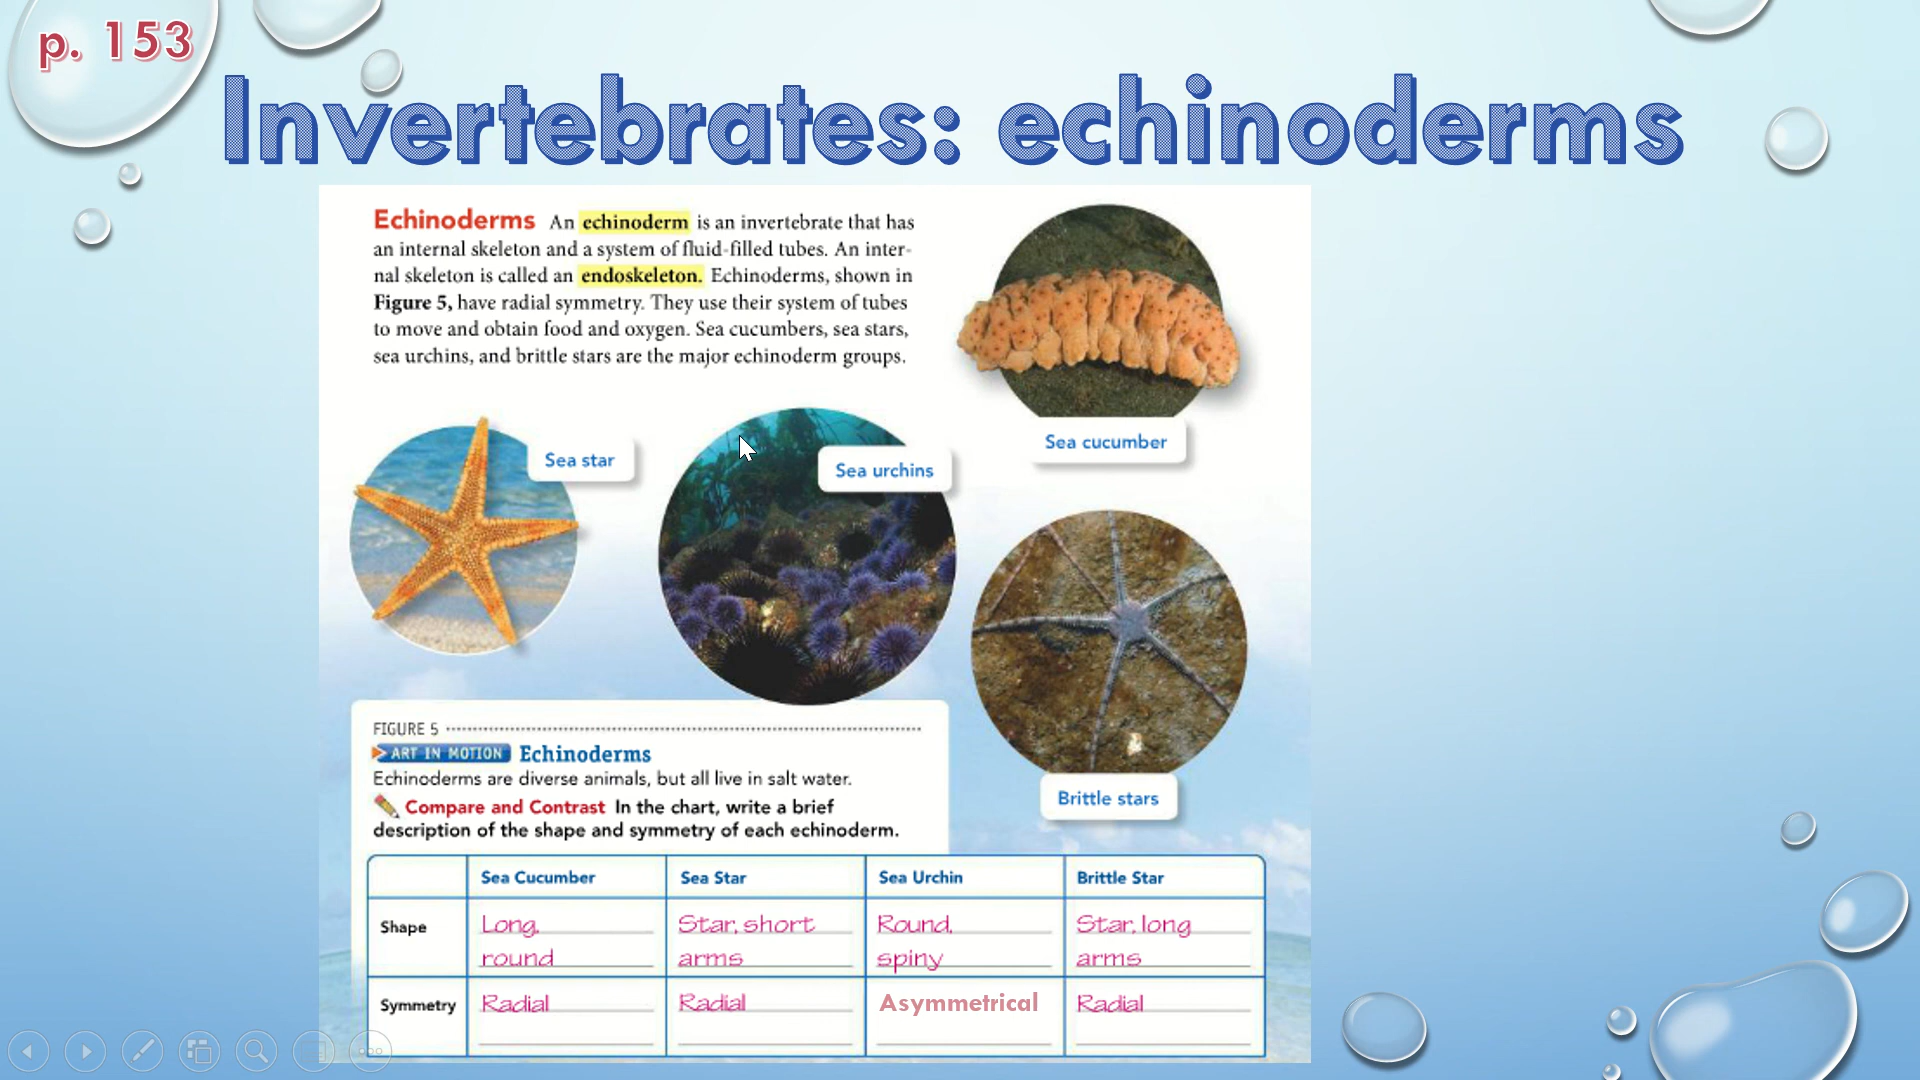 p. 153
Invertebrates: echinoderms
Echinoderms An echinoderm is an invertebrate that has
an internal skeleton and a system of fluid-filled tubes. An inter-
nal skeleton is called an endoskeleton. Echinoderms, shown in
Figure 5, have radial symmetry. They use their system of tubes
to move and obtain food and oxygen. Sea cucumbers, sea stars,
sea urchins, and brittle stars are the major echinoderm groups.
Sea cucumber
Sea star
Sea urchins
Brittle stars
FIGURE 5
ART IN MOTION Echinoderms
Echinoderms are diverse animals, but all live in salt water.
Compare and Contrast In the chart, write a brief
description of the shape and symmetry of each echinoderm.
Sea Cucumber Sea Star Sea Urchin Brittle Star
Shape
Long, Star, short Round, Star, long
round arms spiny arms
Symmetry Radial Radial Asymmetrical Radial